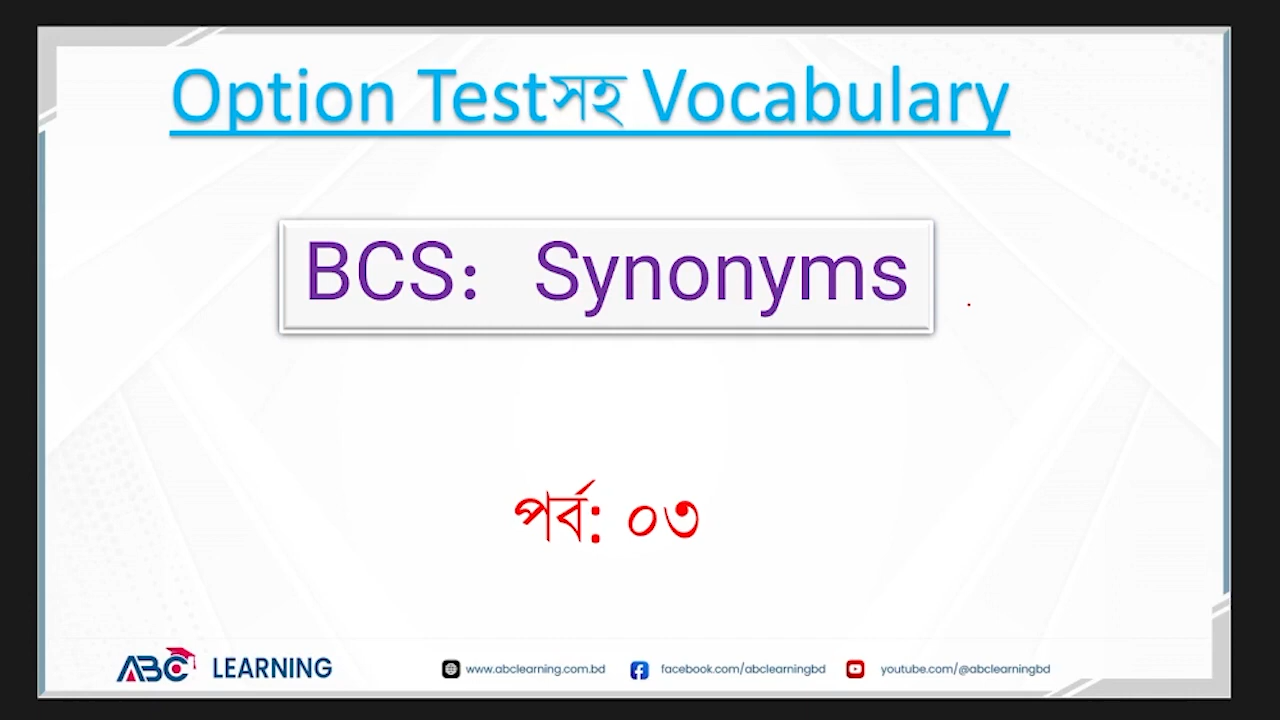 Option Testসহ Vocabulary
BCS: Synonyms
পর্ব: ০৩
ABC LEARNING www.abclearning.com.bd facebook.com/abclearningbd youtube.com/@abclearningbd